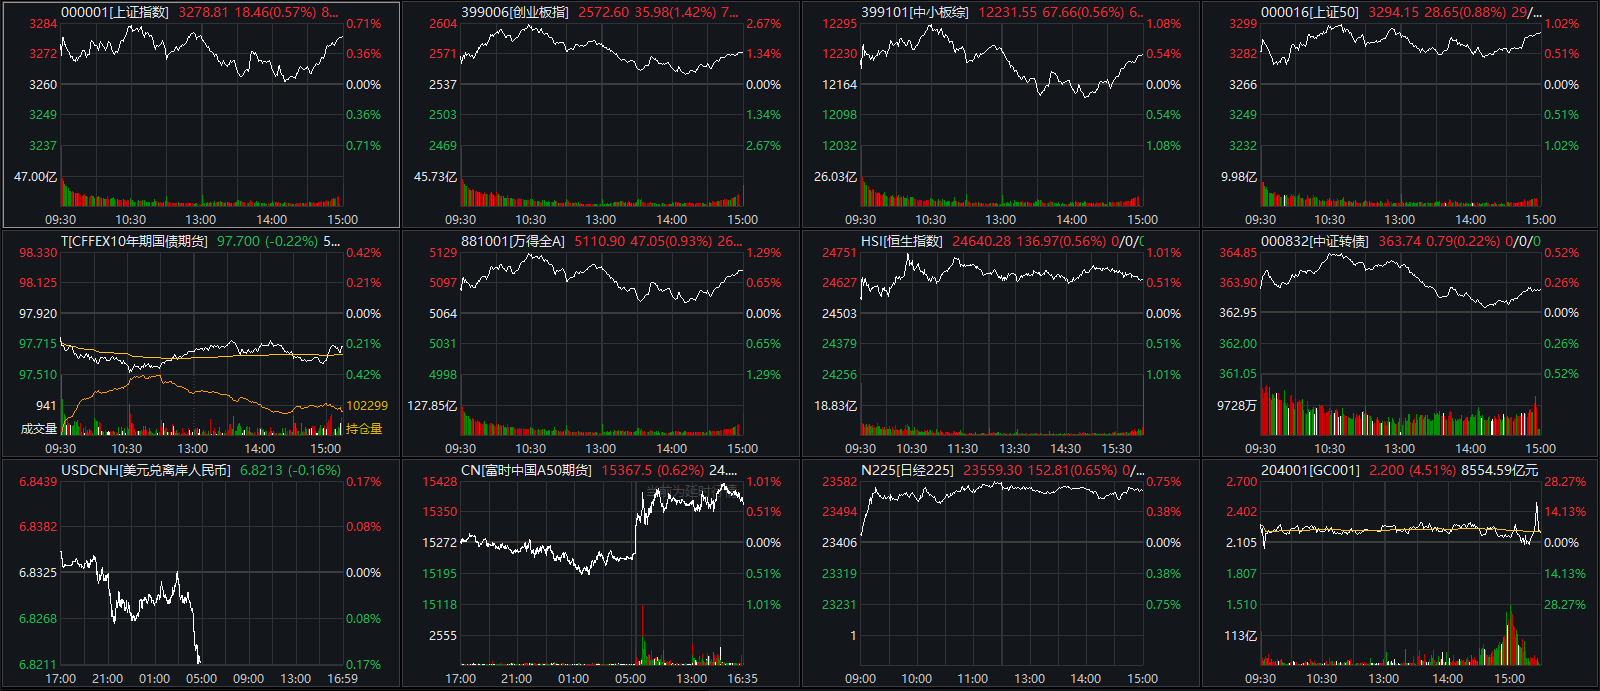 000001[上证指数] 3278.81 18.46(0.57%) 8...
3284 0.71%
3272 0.36%
3260 0.00%
3249 0.36%
3237 0.71%
47.00亿
09:30 10:30 13:00 14:00 15:00
399006[创业板指] 2572.60 35.98(1.42%) 7...
2604 2.67%
2571 1.34%
2537 0.00%
2503 1.34%
2469 2.67%
45.73亿
09:30 10:30 13:00 14:00 15:00
399101[中小板综] 12231.55 67.66(0.56%) 6..
12295 1.08%
12230 0.54%
12164 0.00%
12098 0.54%
12032 1.08%
26.03亿
09:30 10:30 13:00 14:00 15:00
000016[上证50] 3294.15 28.65(0.88%) 29/...
3299 1.02%
3282 0.51%
3266 0.00%
3249 0.51%
3232 1.02%
9.98亿
09:30 10:30 13:00 14:00 15:00
T[CFFEX10年期国债期货] 97.700 (-0.22%) 5...
98.330 0.42%
98.125 0.21%
97.920 0.00%
97.715 0.21%
97.510 0.42%
941 102299
成交量 持仓量
09:30 10:30 13:00 14:00 15:00
881001[万得全A] 5110.90 47.05(0.93%) 26...
5129 1.29%
5097 0.65%
5064 0.00%
5031 0.65%
4998 1.29%
127.85亿
09:30 10:30 13:00 14:00 15:00
HSI[恒生指数] 24640.28 136.97(0.56%) 0/0/0
24751 1.01%
24627 0.51%
24503 0.00%
24379 0.51%
24256 1.01%
18.83亿
09:30 10:30 11:30 13:30 14:30 15:30
000832[中证转债] 363.74 0.79(0.22%) 0/0/0
364.85 0.52%
363.90 0.26%
362.95 0.00%
362.00 0.26%
361.05 0.52%
9728万
09:30 10:30 13:00 14:00 15:00
USDCNH[美元兑离岸人民币] 6.8213 (-0.16%)
6.8439 0.17%
6.8382 0.08%
6.8325 0.00%
6.8268 0.08%
6.8211 0.17%
17:00 21:00 01:00 05:00 09:00 13:00 16:59
CN[富时中国A50期货] 15367.5 (0.62%) 24....
15428 1.01%
15350 0.51%
15272 0.00%
15195 0.51%
15118 1.01%
2555
17:00 21:00 01:00 05:00 13:00 16:35
N225[日经225] 23559.30 152.81(0.65%) 0/...
23582 0.75%
23494 0.38%
23406 0.00%
23319 0.38%
23231 0.75%
1
09:00 10:00 11:00 13:00 14:00 15:00
204001[GC001] 2.200 (4.51%) 8554.59亿元
2.700 28.27%
2.402 14.13%
2.105 0.00%
1.807 14.13%
1.510 28.27%
113亿
09:30 10:30 13:00 14:00 15:00